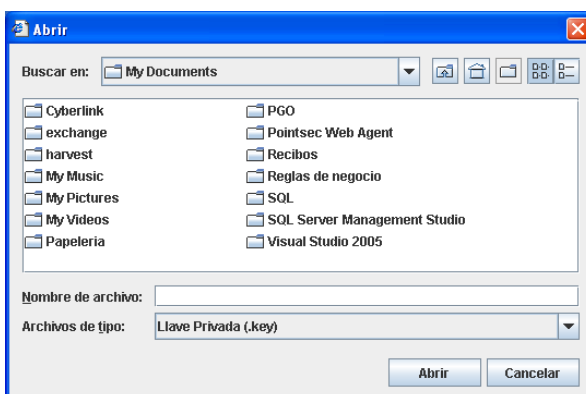 Abrir
Buscar en: My Documents
Cyberlink
exchange
harvest
My Music
My Pictures
My Videos
Papeleria
PGO
Pointsec Web Agent
Recibos
Reglas de negocio
SQL
SQL Server Management Studio
Visual Studio 2005
Nombre de archivo:
Archivos de tipo: Llave Privada (.key)
Abrir Cancelar